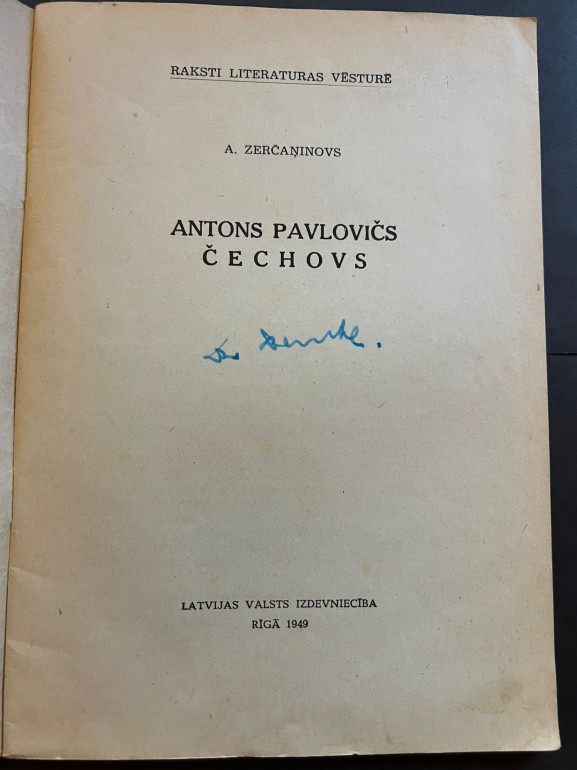 RAKSTI LITERATURAS VĒSTURĒ
A. ZERČAŅINOVS
ANTONS PAVLOVIČS
ČECHOVS
LATVIJAS VALSTS IZDEVNIECĪBA
RĪGĀ 1949